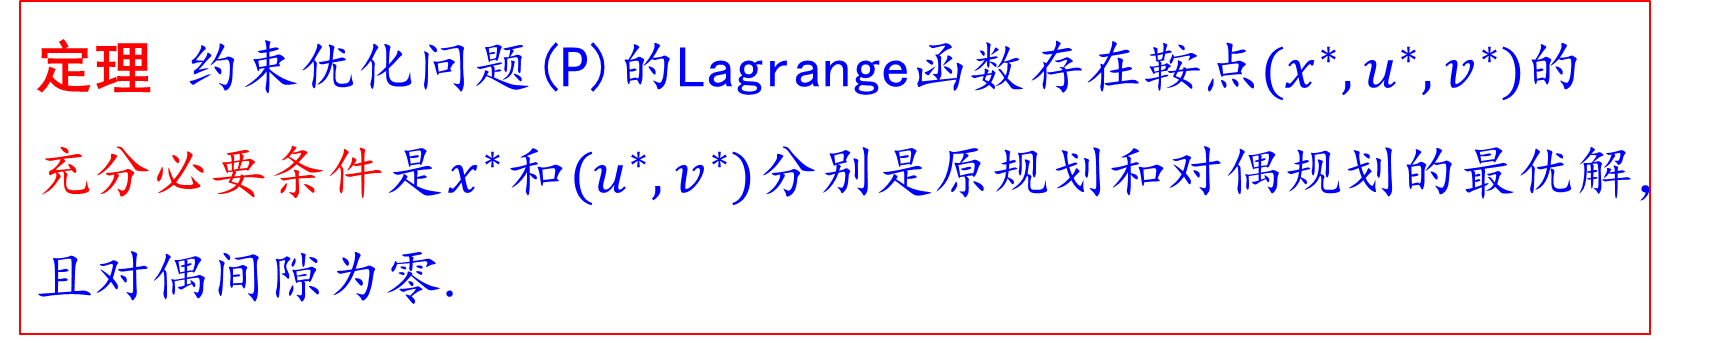 定理 约束优化问题(P)的Lagrange函数存在鞍点(x*,u*,v*)的
充分必要条件是x*和(u*,v*)分别是原规划和对偶规划的最优解,
且对偶间隙为零.